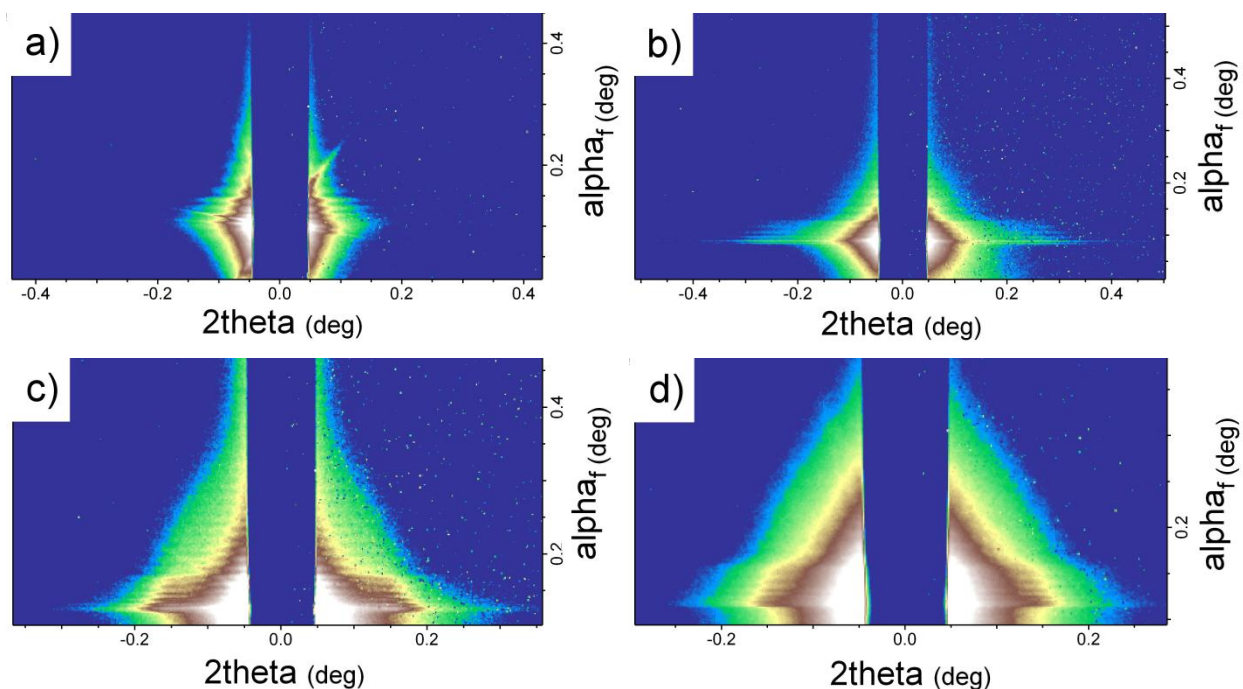 a)
0.4
0.2
alpha_f (deg)
-0.4 -0.2 0.0 0.2 0.4
2theta (deg)
b)
0.4
0.2
alpha_f (deg)
-0.4 -0.2 0.0 0.2 0.4
2theta (deg)
c)
0.4
0.2
alpha_f (deg)
-0.2 0.0 0.2
2theta (deg)
d)
0.2
alpha_f (deg)
-0.2 0.0 0.2
2theta (deg)